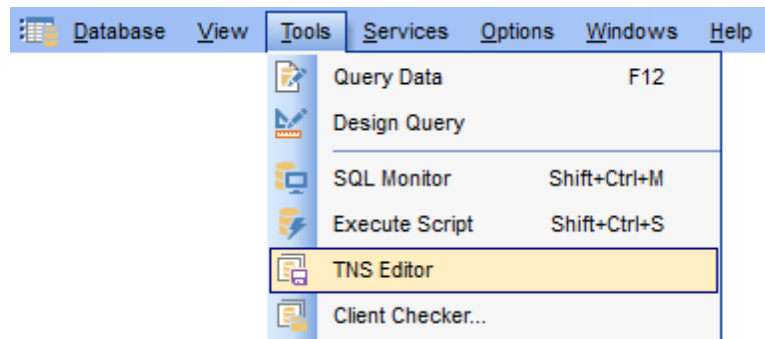 Database View Tools Services Options Windows Help
Query Data F12
Design Query
SQL Monitor Shift+Ctrl+M
Execute Script Shift+Ctrl+S
TNS Editor
Client Checker...